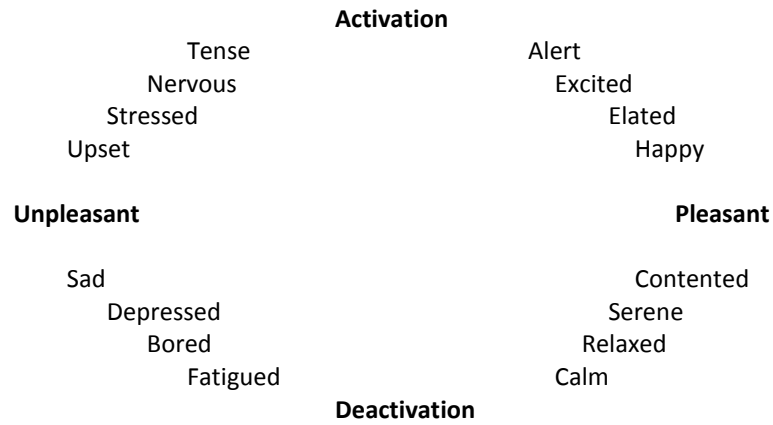 Activation
Tense Alert
Nervous Excited
Stressed Elated
Upset Happy
Unpleasant Pleasant
Sad Contented
Depressed Serene
Bored Relaxed
Fatigued Calm
Deactivation